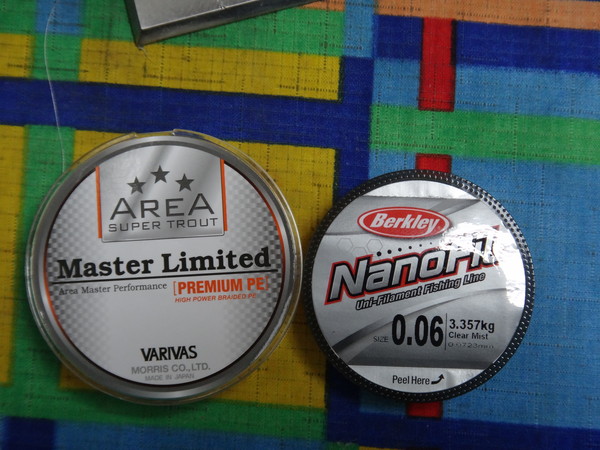 AREA
SUPER TROUT
Master Limited
Area Master Performance [PREMIUM PE]
HIGH POWER BRAIDED PE
VARIVAS
MORRIS CO., LTD.
MADE IN JAPAN
Berkley
NanoFil
Uni-Filament Fishing Line
SIZE 0.06 3.357kg
Clear Mist
Peel Here